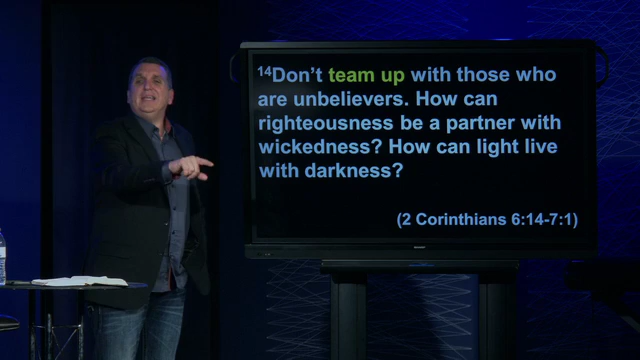 ¹⁴Don’t team up with those who
are unbelievers. How can
righteousness be a partner with
wickedness? How can light live
with darkness?
(2 Corinthians 6:14-7:1)
SHARP